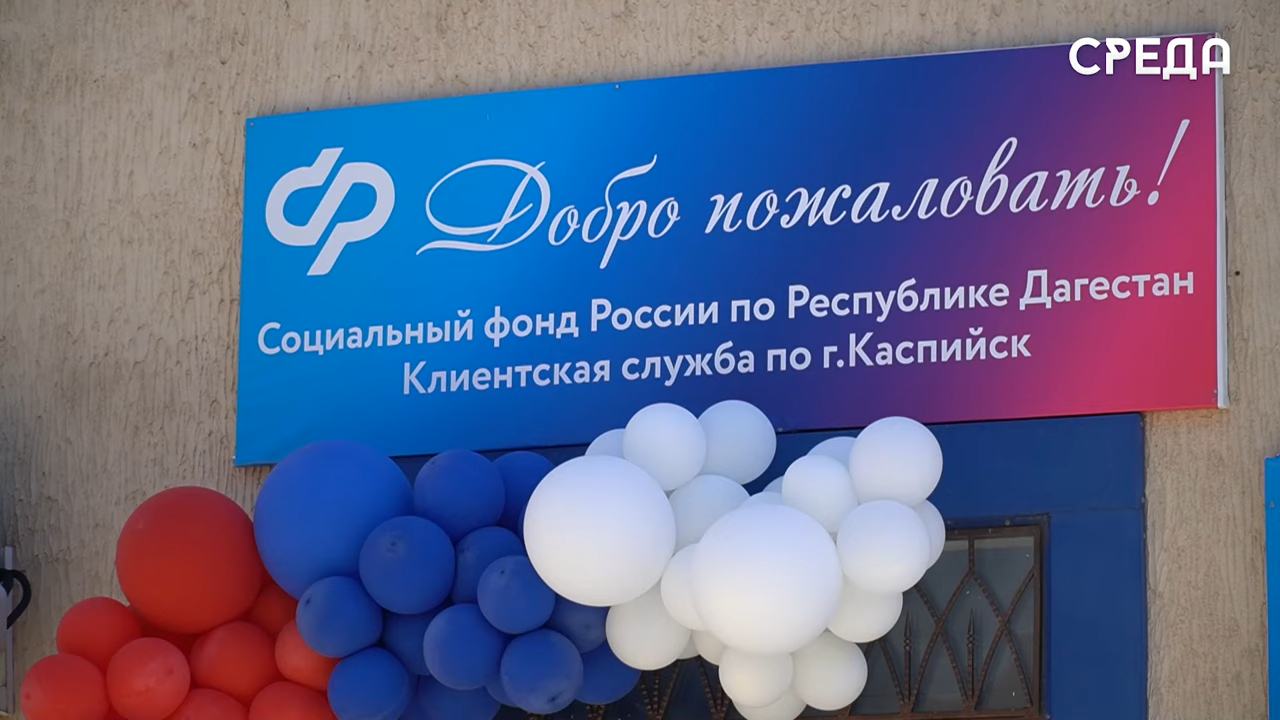 СРЕДА
Добро пожаловать!
Социальный фонд России по Республике Дагестан
Клиентская служба по г.Каспийск